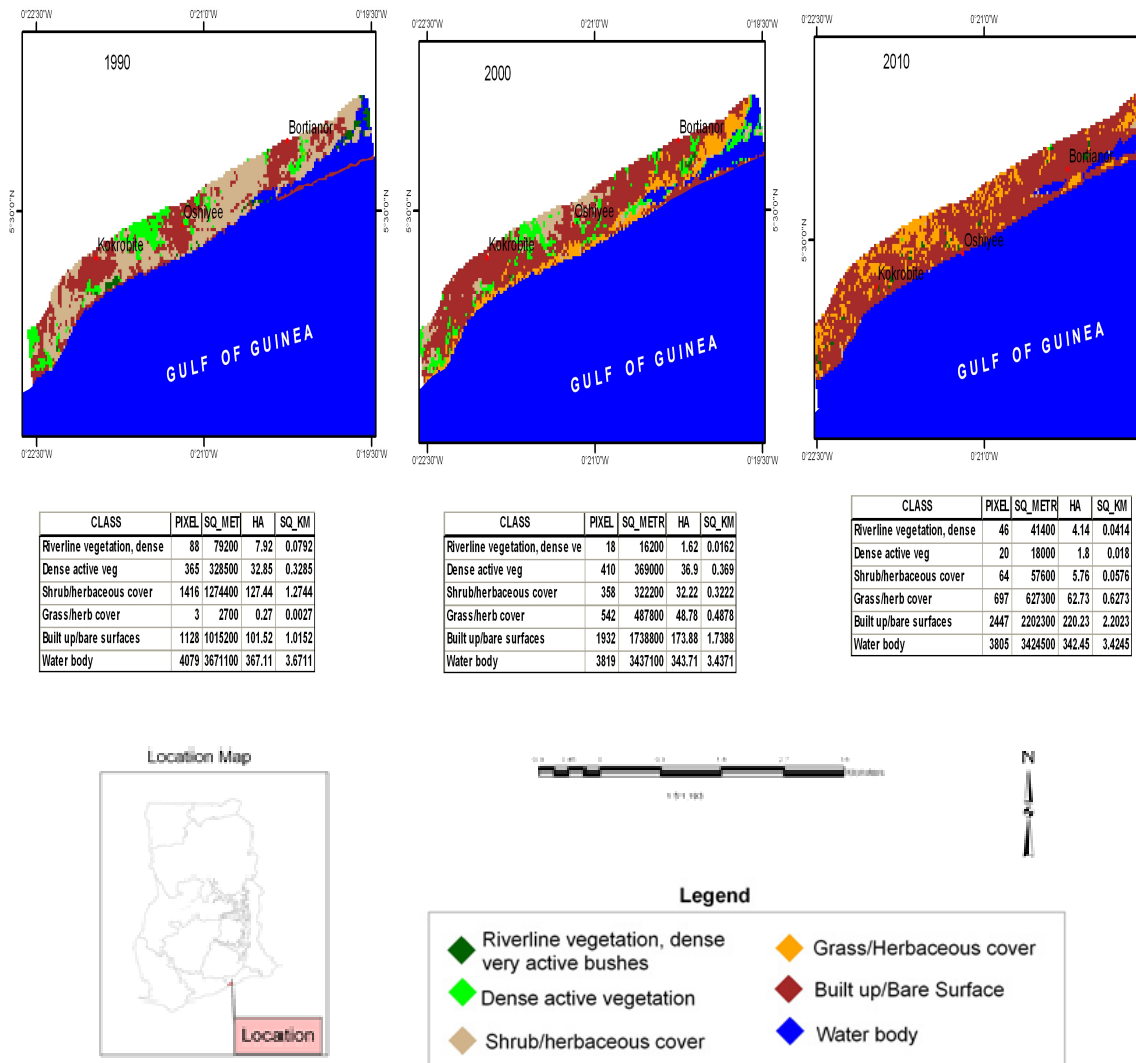 0°22'30"W 0°21'0"W 0°19'30"W
0°22'30"W 0°21'0"W 0°19'30"W
0°22'30"W 0°21'0"W
1990
2000
2010
Bortianor
Oshiyee
Kokrobite
GULF OF GUINEA
5°30'0"N
Bortianor
Oshiyee
Kokrobite
GULF OF GUINEA
5°30'0"N
Bortianor
Oshiyee
Kokrobite
GULF OF GUINEA
5°30'0"N
5°30'0"N
0°22'30"W 0°21'0"W 0°19'30"W
0°22'30"W 0°21'0"W 0°19'30"W
0°22'30"W 0°21'0"W
CLASS PIXEL SQ_MET HA SQ_KM
Riverline vegetation, dense 88 79200 7.92 0.0792
Dense active veg 365 328500 32.85 0.3285
Shrub/herbaceous cover 1416 1274400 127.44 1.2744
Grass/herb cover 3 2700 0.27 0.0027
Built up/bare surfaces 1128 1015200 101.52 1.0152
Water body 4079 3671100 367.11 3.6711
CLASS PIXEL SQ_METR HA SQ_KM
Riverline vegetation, dense ve 18 16200 1.62 0.0162
Dense active veg 410 369000 36.9 0.369
Shrub/herbaceous cover 358 322200 32.22 0.3222
Grass/herb cover 542 487800 48.78 0.4878
Built up/bare surfaces 1932 1738800 173.88 1.7388
Water body 3819 3437100 343.71 3.4371
CLASS PIXEL SQ_METR HA SQ_KM
Riverline vegetation, dense 46 41400 4.14 0.0414
Dense active veg 20 18000 1.8 0.018
Shrub/herbaceous cover 64 57600 5.76 0.0576
Grass/herb cover 697 627300 62.73 0.6273
Built up/bare surfaces 2447 2202300 220.23 2.2023
Water body 3805 3424500 342.45 3.4245
Location Map
Location
Kilometers
N
Legend
Riverline vegetation, dense
very active bushes
Dense active vegetation
Shrub/herbaceous cover
Grass/Herbaceous cover
Built up/Bare Surface
Water body